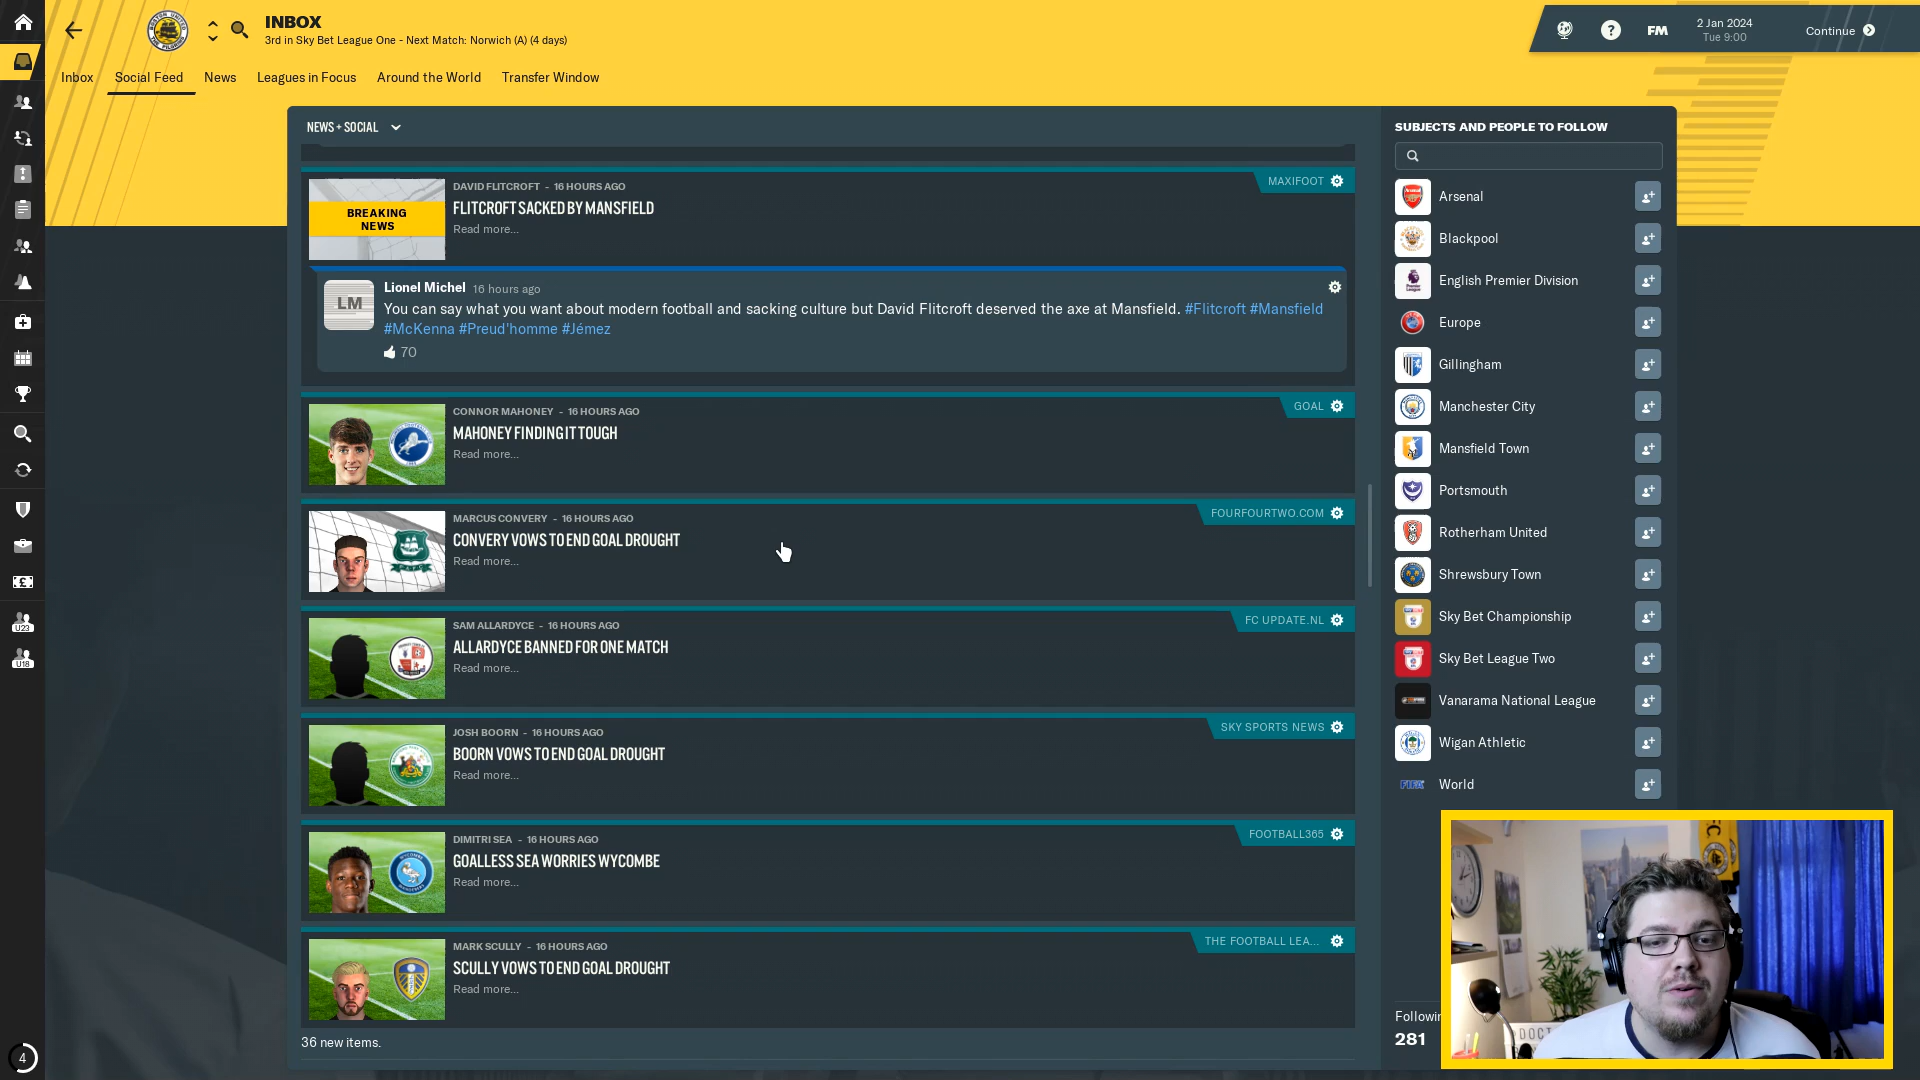 INBOX
3rd in Sky Bet League One - Next Match: Norwich (A) (4 days)
FM
2 Jan 2024
Tue 9:00
Continue
Inbox
Social Feed
News
Leagues in Focus
Around the World
Transfer Window
NEWS + SOCIAL
BREAKING NEWS
DAVID FLITCROFT - 16 HOURS AGO
MAXIFOOT
FLITCROFT SACKED BY MANSFIELD
Read more...
LM
Lionel Michel 16 hours ago
You can say what you want about modern football and sacking culture but David Flitcroft deserved the axe at Mansfield. #Flitcroft #Mansfield
#McKenna #Preud'homme #Jémez
70
CONNOR MAHONEY - 16 HOURS AGO
GOAL
MAHONEY FINDING IT TOUGH
Read more...
MARCUS CONVERY - 16 HOURS AGO
FOURFOURTWO.COM
CONVERY VOWS TO END GOAL DROUGHT
Read more...
SAM ALLARDYCE - 16 HOURS AGO
FC UPDATE.NL
ALLARDYCE BANNED FOR ONE MATCH
Read more...
JOSH BOORN - 16 HOURS AGO
SKY SPORTS NEWS
BOORN VOWS TO END GOAL DROUGHT
Read more...
DIMITRI SEA - 16 HOURS AGO
FOOTBALL365
GOALLESS SEA WORRIES WYCOMBE
Read more...
MARK SCULLY - 16 HOURS AGO
THE FOOTBALL LEA...
SCULLY VOWS TO END GOAL DROUGHT
Read more...
36 new items.
SUBJECTS AND PEOPLE TO FOLLOW
Arsenal
Blackpool
English Premier Division
Europe
Gillingham
Manchester City
Mansfield Town
Portsmouth
Rotherham United
Shrewsbury Town
Sky Bet Championship
Sky Bet League Two
Vanarama National League
Wigan Athletic
FIFA
World
281
U23
U18
4